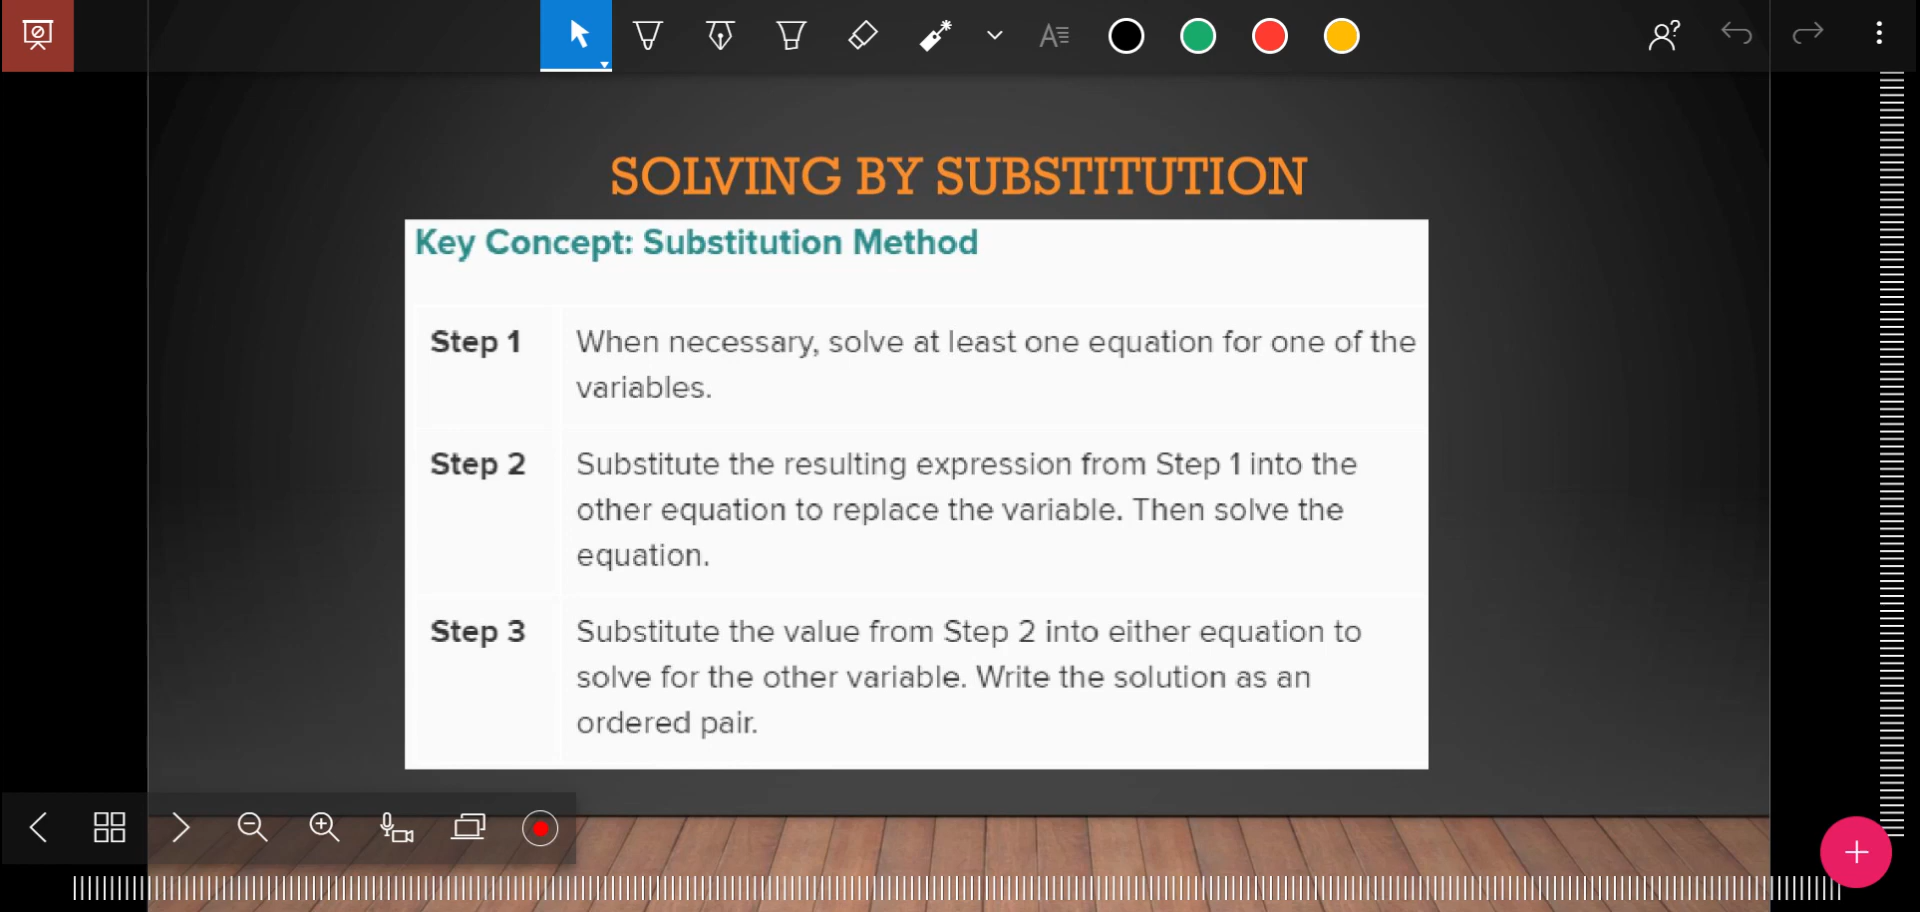 SOLVING BY SUBSTITUTION
Key Concept: Substitution Method
Step 1
When necessary, solve at least one equation for one of the
variables.
Step 2
Substitute the resulting expression from Step 1 into the
other equation to replace the variable. Then solve the
equation.
Step 3
Substitute the value from Step 2 into either equation to
solve for the other variable. Write the solution as an
ordered pair.